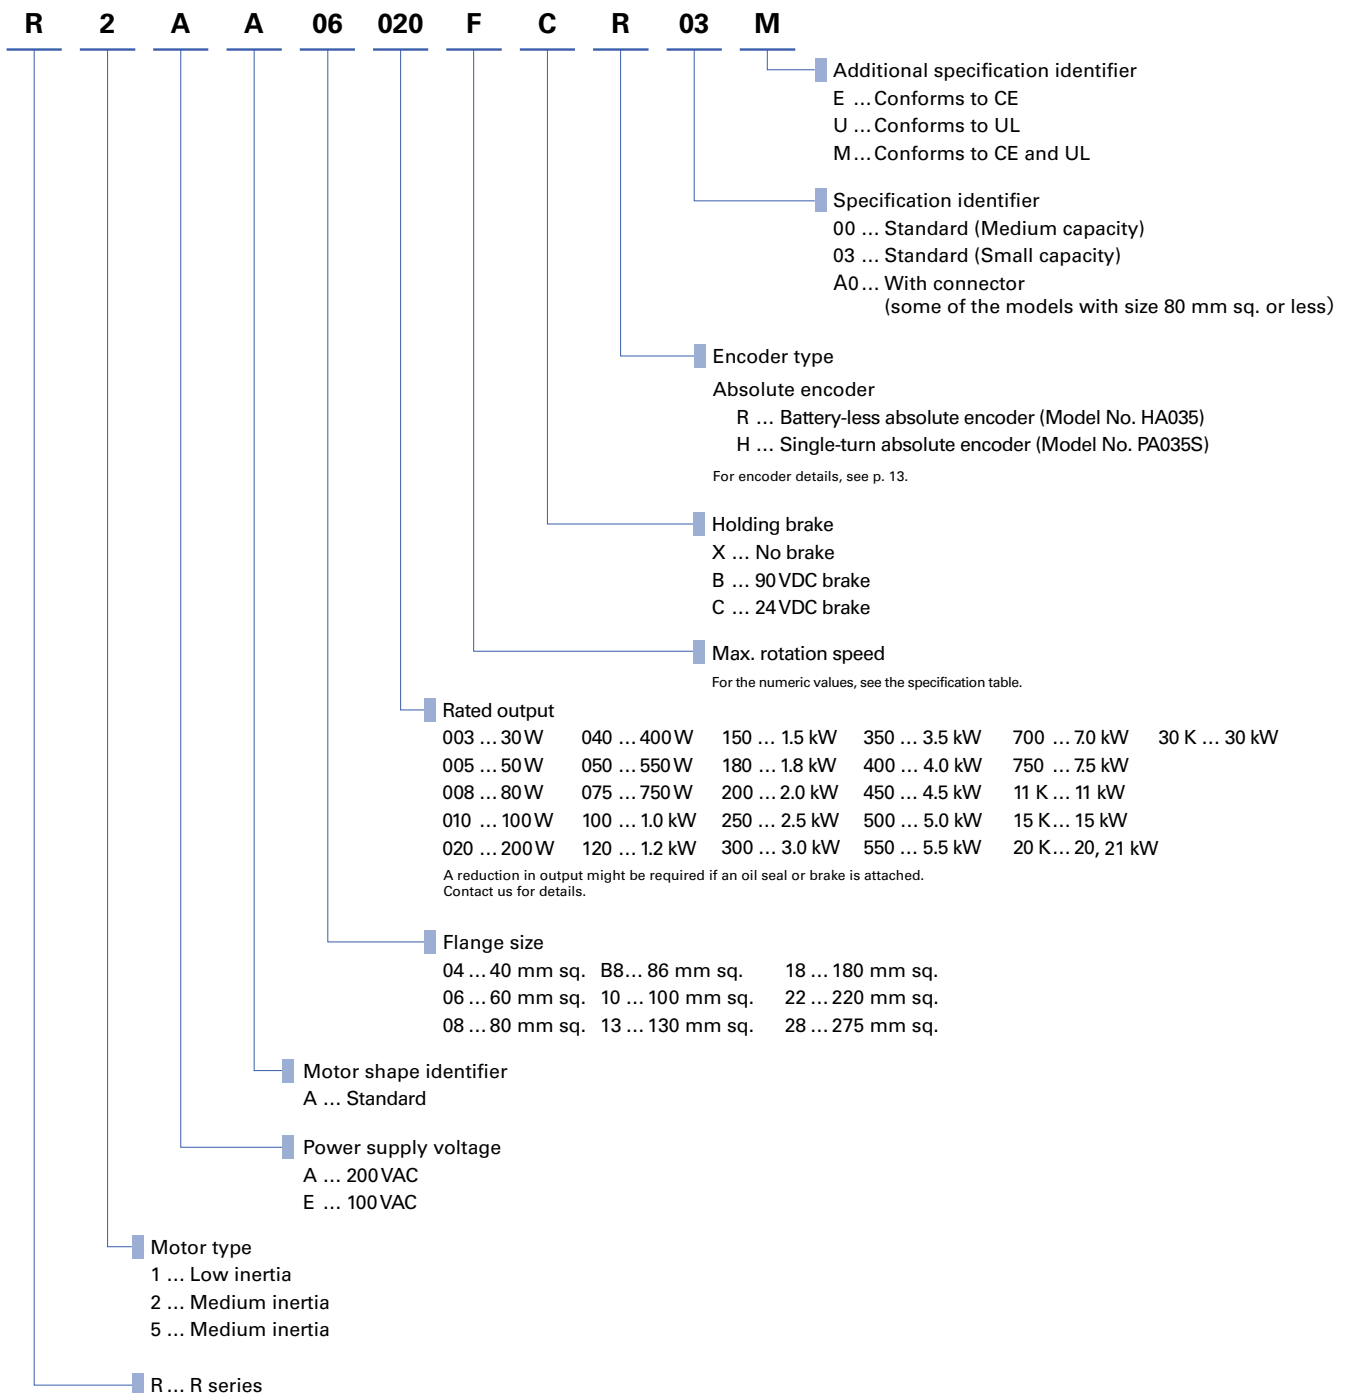 R 2 A A 06 020 F C R 03 M
Additional specification identifier
E ... Conforms to CE
U ... Conforms to UL
M ... Conforms to CE and UL
Specification identifier
00 ... Standard (Medium capacity)
03 ... Standard (Small capacity)
A0 ... With connector
(some of the models with size 80 mm sq. or less)
Encoder type
Absolute encoder
R ... Battery-less absolute encoder (Model No. HA035)
H ... Single-turn absolute encoder (Model No. PA035S)
For encoder details, see p. 13.
Holding brake
X ... No brake
B ... 90 VDC brake
C ... 24 VDC brake
Max. rotation speed
For the numeric values, see the specification table.
Rated output
003 ... 30 W 040 ... 400 W 150 ... 1.5 kW 350 ... 3.5 kW 700 ... 7.0 kW 30 K ... 30 kW
005 ... 50 W 050 ... 550 W 180 ... 1.8 kW 400 ... 4.0 kW 750 ... 7.5 kW
008 ... 80 W 075 ... 750 W 200 ... 2.0 kW 450 ... 4.5 kW 11 K ... 11 kW
010 ... 100 W 100 ... 1.0 kW 250 ... 2.5 kW 500 ... 5.0 kW 15 K ... 15 kW
020 ... 200 W 120 ... 1.2 kW 300 ... 3.0 kW 550 ... 5.5 kW 20 K ... 20, 21 kW
A reduction in output might be required if an oil seal or brake is attached.
Contact us for details.
Flange size
04 ... 40 mm sq. B8 ... 86 mm sq. 18 ... 180 mm sq.
06 ... 60 mm sq. 10 ... 100 mm sq. 22 ... 220 mm sq.
08 ... 80 mm sq. 13 ... 130 mm sq. 28 ... 275 mm sq.
Motor shape identifier
A ... Standard
Power supply voltage
A ... 200 VAC
E ... 100 VAC
Motor type
1 ... Low inertia
2 ... Medium inertia
5 ... Medium inertia
R ... R series